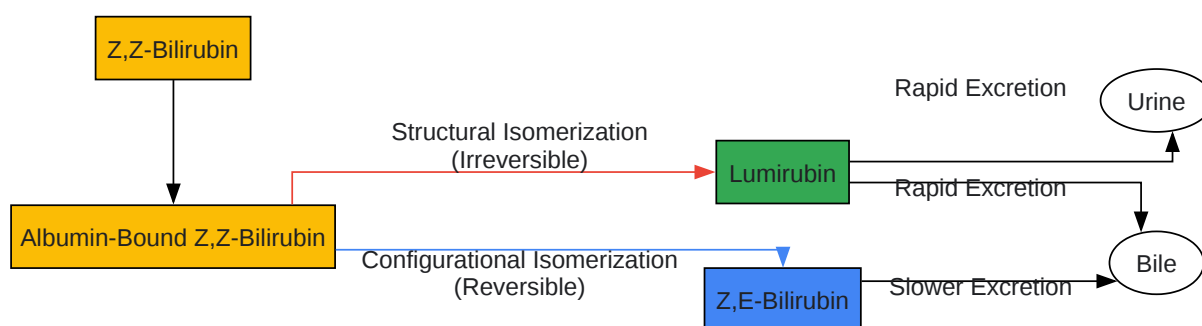 Z,Z-Bilirubin
Rapid Excretion
Urine
Structural Isomerization
(Irreversible)
Lumirubin
Rapid Excretion
Albumin-Bound Z,Z-Bilirubin
Configurational Isomerization
(Reversible)
Z,E-Bilirubin
Slower Excretion
Bile